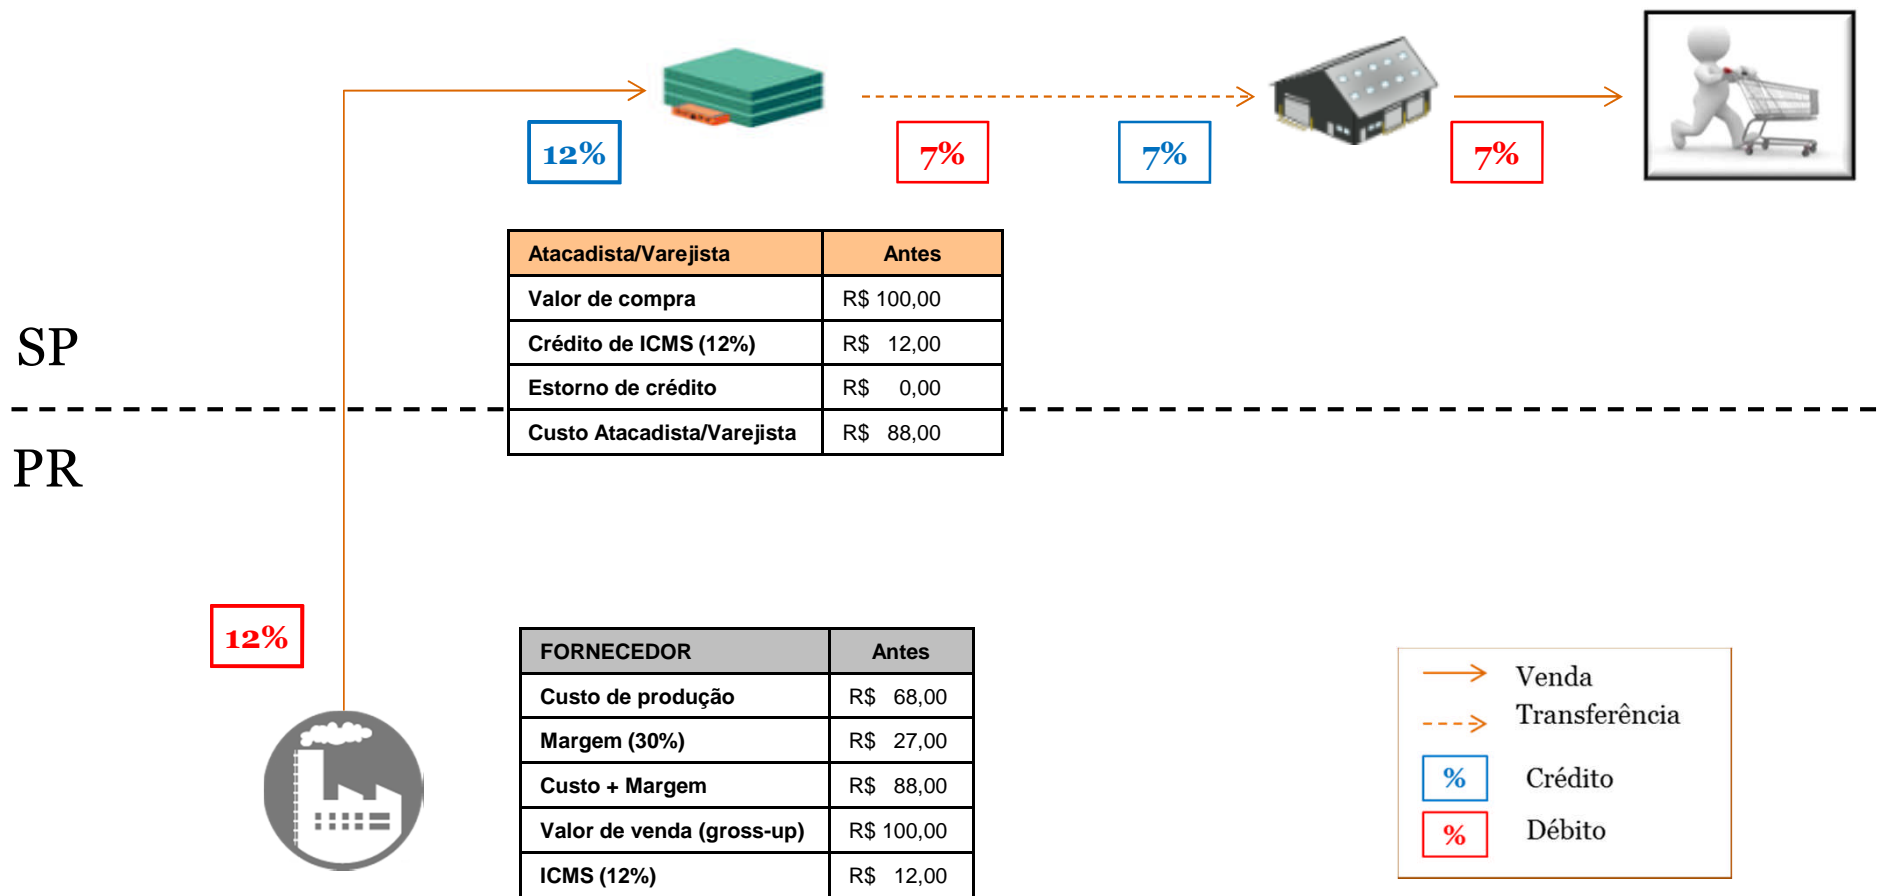 12%
7%
7%
7%
Atacadista/Varejista Antes
Valor de compra R$ 100,00
Crédito de ICMS (12%) R$ 12,00
Estorno de crédito R$ 0,00
Custo Atacadista/Varejista R$ 88,00
SP
PR
12%
FORNECEDOR Antes
Custo de produção R$ 68,00
Margem (30%) R$ 27,00
Custo + Margem R$ 88,00
Valor de venda (gross-up) R$ 100,00
ICMS (12%) R$ 12,00
Venda
Transferência
% Crédito
% Débito